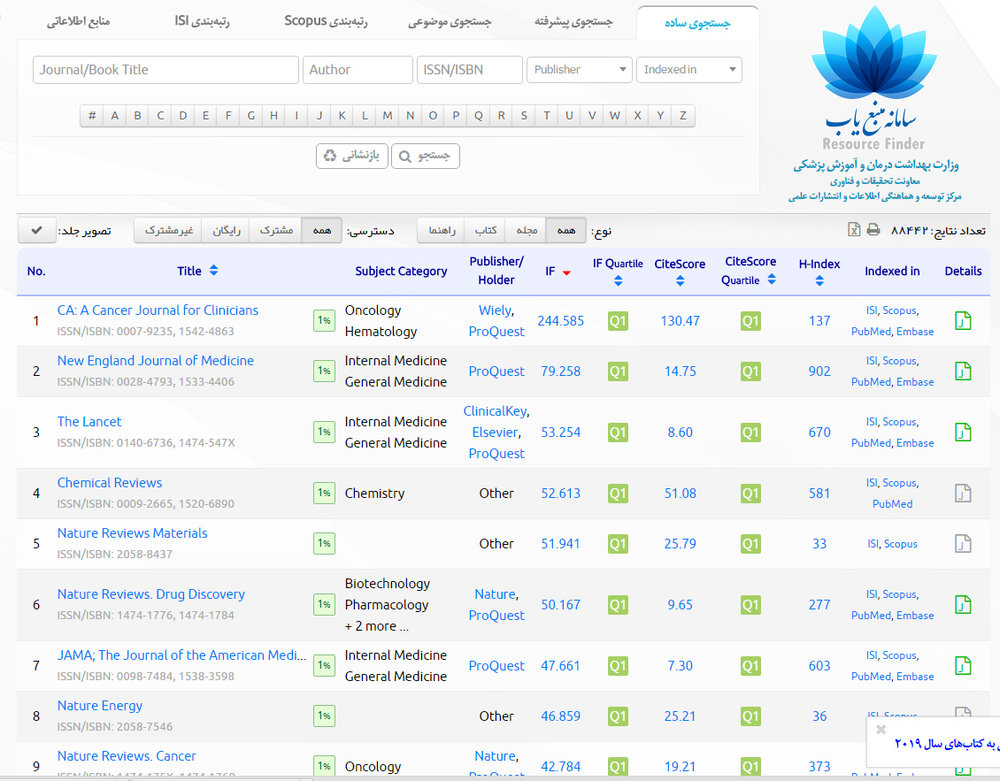 جستجوی ساده
جستجوی پیشرفته
جستجوی موضوعی
رتبه‌بندی Scopus
رتبه‌بندی ISI
منابع اطلاعاتی
Journal/Book Title
Author
ISSN/ISBN
Publisher
Indexed in
# A B C D E F G H I J K L M N O P Q R S T U V W X Y Z
جستجو
بازنشانی
سامانه منبع یاب
Resource Finder
وزارت بهداشت درمان و آموزش پزشکی
معاونت تحقیقات و فناوری
مرکز توسعه و هماهنگی اطلاعات و انتشارات علمی
تعداد نتایج: ۸۸۴۴۲
نوع: همه مجله کتاب راهنما
دسترسی: همه مشترک رایگان غیرمشترک
تصویر جلد:
No. Title Subject Category Publisher/ Holder IF IF Quartile CiteScore CiteScore Quartile H-Index Indexed in Details
1 CA: A Cancer Journal for Clinicians
ISSN/ISBN: 0007-9235, 1542-4863
1% Oncology
Hematology
Wiely,
ProQuest
244.585 Q1 130.47 Q1 137
ISI, Scopus,
PubMed, Embase
2 New England Journal of Medicine
ISSN/ISBN: 0028-4793, 1533-4406
1% Internal Medicine
General Medicine
ProQuest
79.258 Q1 14.75 Q1 902
ISI, Scopus,
PubMed, Embase
3 The Lancet
ISSN/ISBN: 0140-6736, 1474-547X
1% Internal Medicine
General Medicine
ClinicalKey,
Elsevier,
ProQuest
53.254 Q1 8.60 Q1 670
ISI, Scopus,
PubMed, Embase
4 Chemical Reviews
ISSN/ISBN: 0009-2665, 1520-6890
1% Chemistry
Other
52.613 Q1 51.08 Q1 581
ISI, Scopus,
PubMed
5 Nature Reviews Materials
ISSN/ISBN: 2058-8437
1%
Other
51.941 Q1 25.79 Q1 33
ISI, Scopus
6 Nature Reviews. Drug Discovery
ISSN/ISBN: 1474-1776, 1474-1784
1% Biotechnology
Pharmacology
+ 2 more ...
Nature,
ProQuest
50.167 Q1 9.65 Q1 277
ISI, Scopus,
PubMed, Embase
7 JAMA; The Journal of the American Medi...
ISSN/ISBN: 0098-7484, 1538-3598
1% Internal Medicine
General Medicine
ProQuest
47.661 Q1 7.30 Q1 603
ISI, Scopus,
PubMed, Embase
8 Nature Energy
ISSN/ISBN: 2058-7546
1%
Other
46.859 Q1 25.21 Q1 36
ISI, Scopus
9 Nature Reviews. Cancer
ISSN/ISBN: 1474-175X, 1474-1768
1% Oncology
Nature,
ProQuest
42.784 Q1 19.21 Q1 373
ISI, Scopus,
PubMed, Embase
به کتاب‌های سال ۲۰۱۹